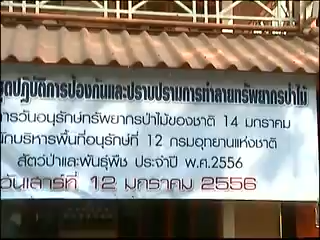 ชุดปฏิบัติการป้องกันและปราบปรามการทำลายทรัพยากรป่าไม้
การวันอนุรักษ์ทรัพยากรป่าไม้ของชาติ 14 มกราคม
นักบริหารพื้นที่อนุรักษ์ที่ 12 กรมอุทยานแห่งชาติ
สัตว์ป่าและพันธุ์พืช ประจำปี พ.ศ.2556
วันเสาร์ที่ 12 มกราคม 2556